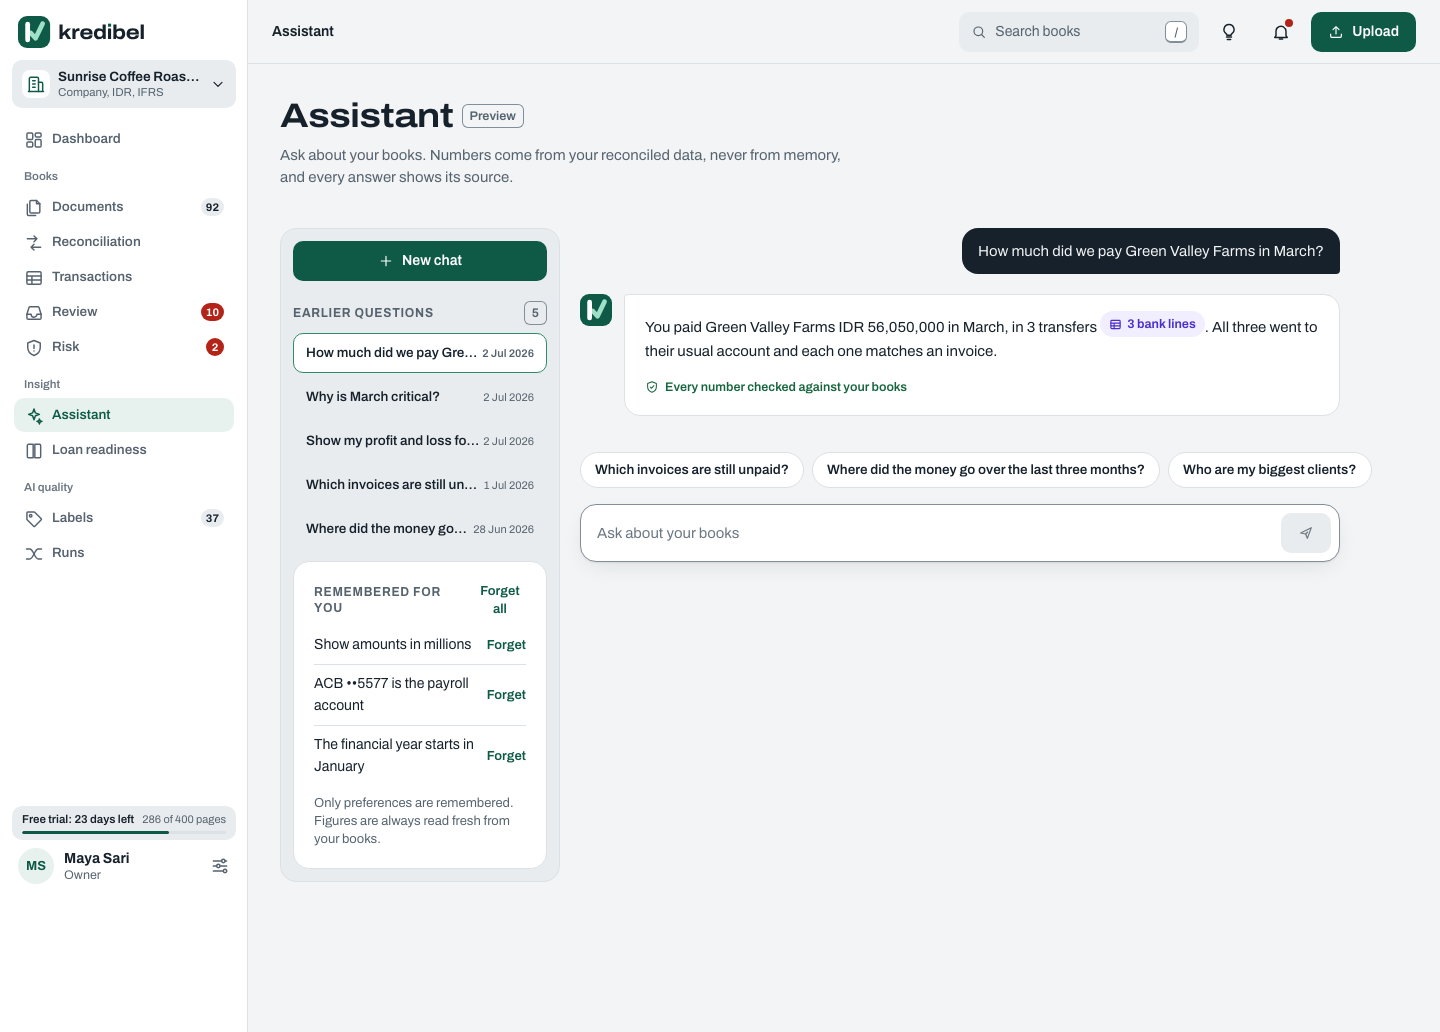 kredibel
Sunrise Coffee Roas...
Company, IDR, IFRS
Dashboard
Books
Documents 92
Reconciliation
Transactions
Review 10
Risk 2
Insight
Assistant
Loan readiness
AI quality
Labels 37
Runs
Free trial: 23 days left 286 of 400 pages
MS
Maya Sari
Owner
Assistant
Search books /
Upload
Assistant Preview
Ask about your books. Numbers come from your reconciled data, never from memory,
and every answer shows its source.
New chat
EARLIER QUESTIONS 5
How much did we pay Gre... 2 Jul 2026
Why is March critical? 2 Jul 2026
Show my profit and loss fo... 2 Jul 2026
Which invoices are still un... 1 Jul 2026
Where did the money go... 28 Jun 2026
REMEMBERED FOR
YOU
Forget
all
Show amounts in millions Forget
ACB ••5577 is the payroll
account
Forget
The financial year starts in
January
Forget
Only preferences are remembered.
Figures are always read fresh from
your books.
How much did we pay Green Valley Farms in March?
You paid Green Valley Farms IDR 56,050,000 in March, in 3 transfers 3 bank lines . All three went to
their usual account and each one matches an invoice.
Every number checked against your books
Which invoices are still unpaid? Where did the money go over the last three months? Who are my biggest clients?
Ask about your books